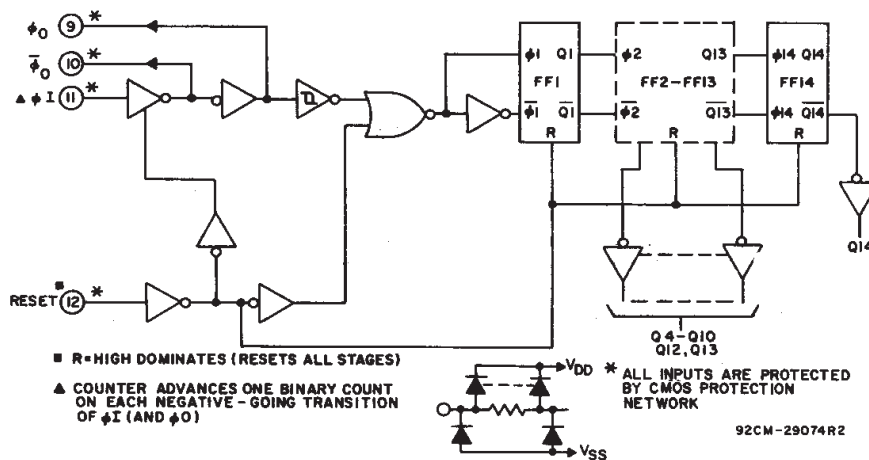 ϕO 9 *
ϕ̅O 10 *
▲ ϕI 11 *
RESET ■ 12 *
ϕ1 Q1
FF1
ϕ̅1 Q̅1
R
ϕ2 Q13
FF2-FF13
ϕ̅2 Q̅13
R
ϕ14 Q14
FF14
ϕ̅14 Q̅14
R
Q14
Q4-Q10
Q12,Q13
■ R=HIGH DOMINATES (RESETS ALL STAGES)
▲ COUNTER ADVANCES ONE BINARY COUNT
ON EACH NEGATIVE-GOING TRANSITION
OF ϕI (AND ϕO)
VDD
VSS
* ALL INPUTS ARE PROTECTED
BY CMOS PROTECTION
NETWORK
92CM-29074R2